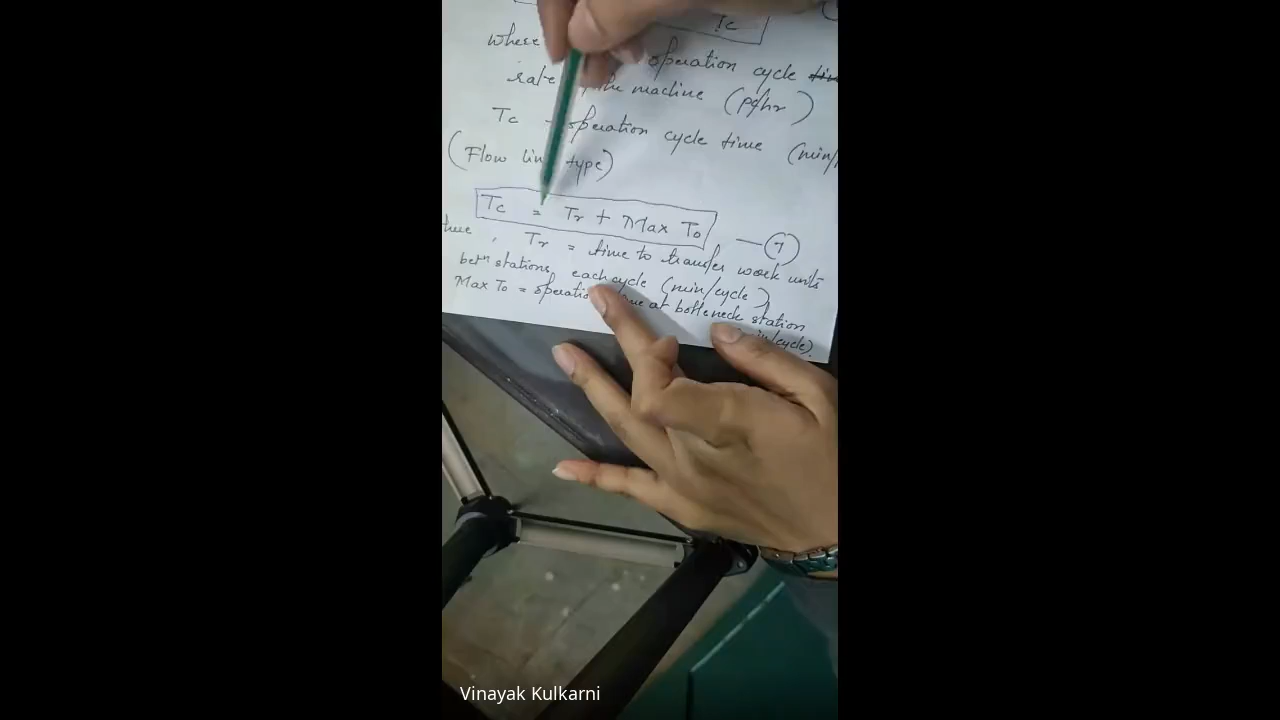 Tc
where operation cycle
rate the machine (pc/hr)
Tc - operation cycle time (min/
(Flow line type)
Tc = Tr + Max To — 7
Tr = time to transfer work units
betn stations each cycle (min/cycle)
Max To = operation time at bottleneck station
min/cycle).
Vinayak Kulkarni